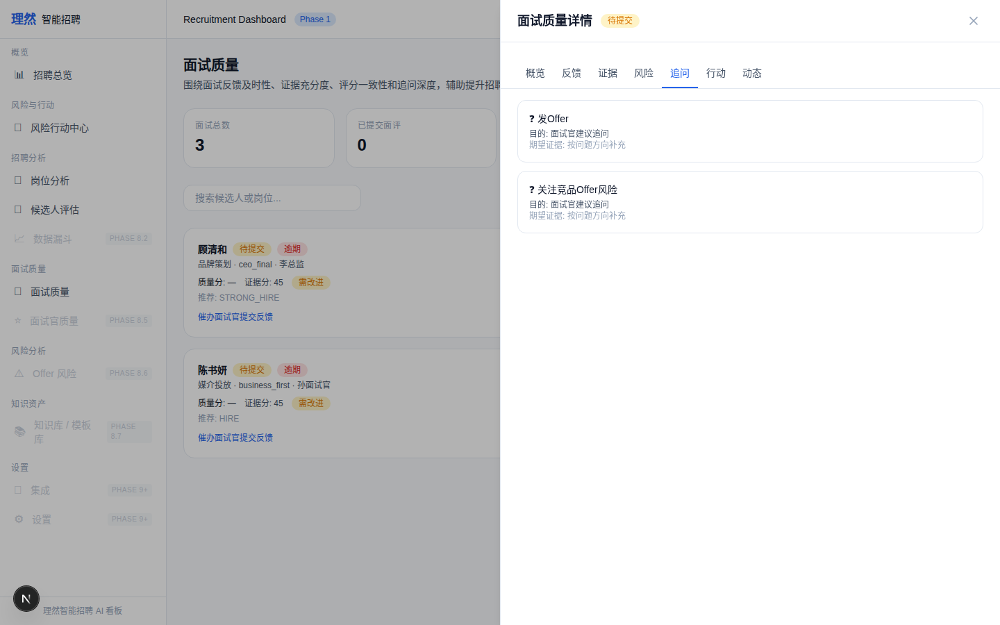 理然 智能招聘
概览
招聘总览
风险与行动
风险行动中心
招聘分析
岗位分析
候选人评估
数据漏斗 PHASE 8.2
面试质量
面试质量
面试官质量 PHASE 8.5
风险分析
Offer 风险 PHASE 8.6
知识资产
知识库 / 模板
库
PHASE
8.7
设置
集成 PHASE 9+
设置 PHASE 9+
理然智能招聘 AI 看板
Recruitment Dashboard Phase 1
面试质量
围绕面试反馈及时性、证据充分度、评分一致性和追问深度，辅助提升招聘
面试总数
3
已提交面评
0
搜索候选人或岗位...
顾清和 待提交 逾期
品牌策划 · ceo_final · 李总监
质量分: — 证据分: 45 需改进
推荐: STRONG_HIRE
催办面试官提交反馈
陈书妍 待提交 逾期
媒介投放 · business_first · 孙面试官
质量分: — 证据分: 45 需改进
推荐: HIRE
催办面试官提交反馈
面试质量详情 待提交
概览 反馈 证据 风险 追问 行动 动态
❓ 发Offer
目的: 面试官建议追问
期望证据: 按问题方向补充
❓ 关注竞品Offer风险
目的: 面试官建议追问
期望证据: 按问题方向补充